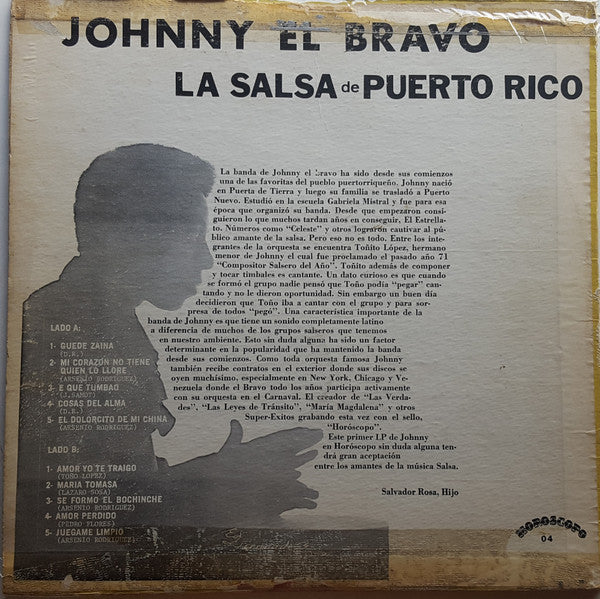 JOHNNY EL BRAVO
LA SALSA de PUERTO RICO
La banda de Johnny el bravo ha sido desde sus comienzos
una de las favoritas del pueblo puertorriqueño. Johnny nació
en Puerta de Tierra y luego su familia se trasladó a Puerto
Nuevo. Estudió en la escuela Gabriela Mistral y fue para esa
época que organizó su banda. Desde que empezaron consi-
guieron lo que muchos tardan años en conseguir. El Estrella-
to. Números como "Celeste" y otros lograron cautivar al pú-
blico amante de la salsa. Pero eso no es todo. Entre los inte-
grantes de la orquesta se encuentra Toñito López, hermano
menor de Johnny el cual fue proclamado el pasado año 71
"Compositor Salsero del Año". Toñito además de componer
y tocar timbales es cantante. Un dato curioso es que cuando
se formó el grupo nadie pensó que Toño podía "pegar" can-
tando y no le dieron oportunidad. Sin embargo un buen día
decidieron que Toño iba a cantar con el grupo y para sor-
presa de todos "pegó". Una característica importante de la
banda de Johnny es que tiene un sonido completamente latino
a diferencia de muchos de los grupos salseros que tenemos
en nuestro ambiente. Esto sin duda alguna ha sido un factor
determinante en la popularidad que ha mantenido la banda
desde sus comienzos. Como toda orquesta famosa Johnny
también recibe contratos en el exterior donde sus discos se
oyen muchísimo, especialmente en New York, Chicago y Ve-
nezuela donde el Bravo todo los años participa contratado
con su orquesta en el Carnaval. El creador de "Las Verda-
des", "Las Leyes de Tránsito", "María Magdalena" y otros
Super-Exitos grabando esta vez con el sello,
"Horóscopo".
Este primer LP de Johnny
en Horóscopo sin duda alguna ten-
drá gran aceptación
entre los amantes de la música Salsa.
Salvador Rosa, Hijo
LADO A:
1- GUEDE ZAINA
(D.R.)
2- MI CORAZON NO TIENE
QUIEN LO LLORE
(ARSENIO RODRIGUEZ)
3- E QUE TUMBAO
4- COSAS DEL ALMA
(D.R.)
5- EL DOLORCITO DE MI CHINA
(ARSENIO RODRIGUEZ)
LADO B:
1- AMOR YO TE TRAIGO
(TOÑO LOPEZ)
2- MARIA TOMASA
(LAZARO SOSA)
3- SE FORMO EL BOCHINCHE
(ARSENIO RODRIGUEZ)
4- AMOR PERDIDO
(PEDRO FLORES)
5- JUEGAME LIMPIO
(ARSENIO RODRIGUEZ)
HOROSCOPO
04